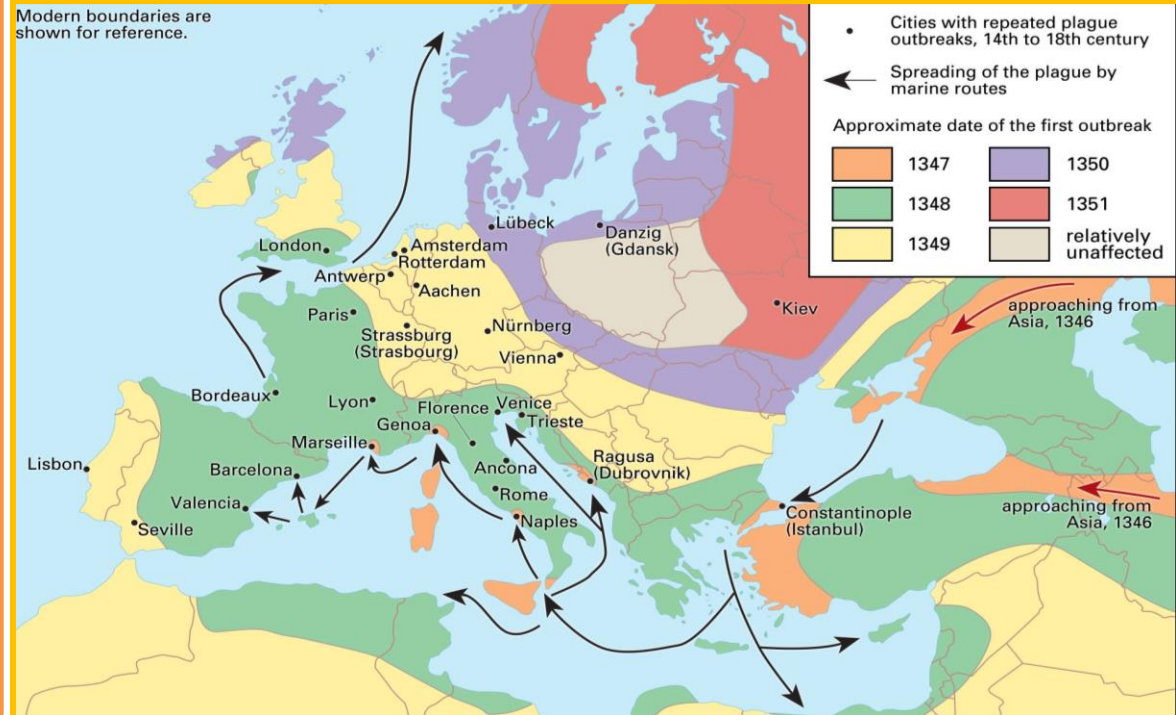 Modern boundaries are
shown for reference.
Cities with repeated plague
outbreaks, 14th to 18th century
Spreading of the plague by
marine routes
Approximate date of the first outbreak
1347
1350
1348
1351
1349
relatively
unaffected
Lübeck
Danzig
(Gdansk)
London
Amsterdam
Rotterdam
Antwerp
Aachen
Kiev
approaching from
Asia, 1346
Paris
Strassburg
(Strasbourg)
Nürnberg
Vienna
Bordeaux
Lyon
Florence
Venice
Trieste
Genoa
Marseille
Ragusa
(Dubrovnik)
Lisbon
Barcelona
Ancona
Rome
Valencia
Seville
Naples
Constantinople
(Istanbul)
approaching from
Asia, 1346